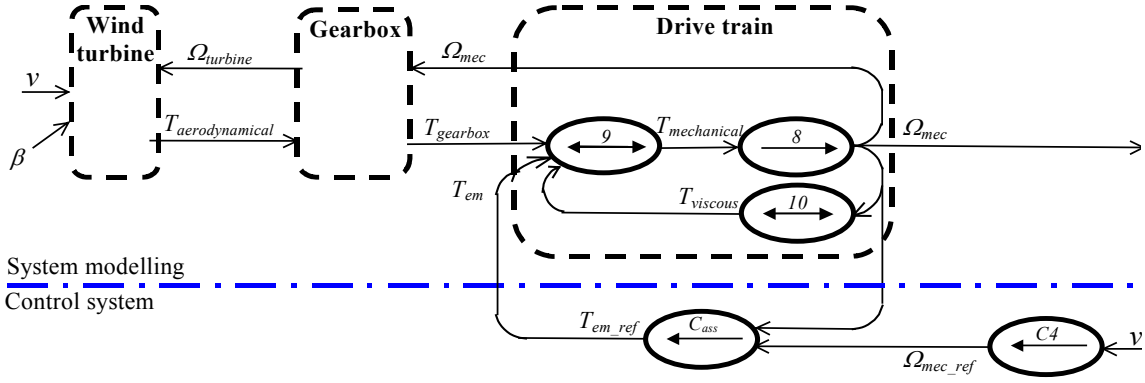 Wind
turbine
Gearbox
Drive train
Ω_turbine
Ω_mec
v
T_aerodynamical
β
T_gearbox
9
T_mechanical
8
Ω_mec
T_em
T_viscous
10
System modelling
Control system
T_em_ref
C_ass
C4
v
Ω_mec_ref